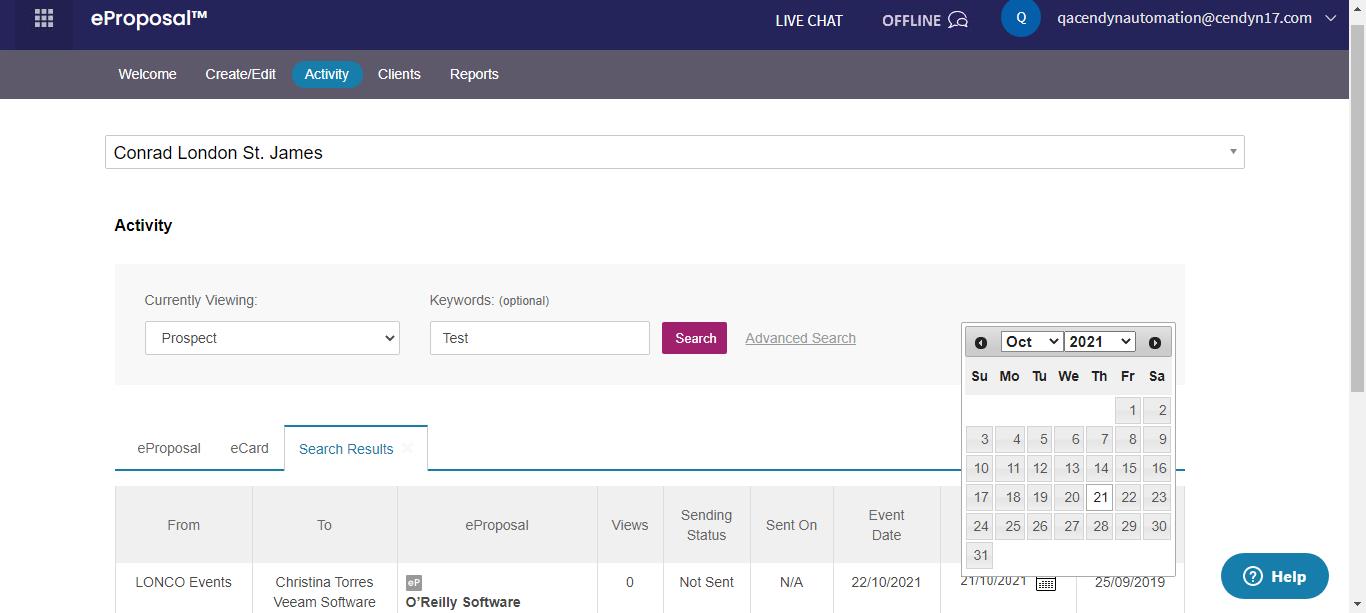 eProposal™
LIVE CHAT
OFFLINE
Q
qacendynautomation@cendyn17.com
Welcome
Create/Edit
Activity
Clients
Reports
Conrad London St. James
Activity
Currently Viewing:
Keywords: (optional)
Prospect
Test
Search
Advanced Search
Oct 2021
Su Mo Tu We Th Fr Sa
1 2
3 4 5 6 7 8 9
10 11 12 13 14 15 16
17 18 19 20 21 22 23
24 25 26 27 28 29 30
31
eProposal
eCard
Search Results ×
From
To
eProposal
Views
Sending
Status
Sent On
Event
Date
LONCO Events
Christina Torres
Veeam Software
eP
O'Reilly Software
0
Not Sent
N/A
22/10/2021
21/10/2021
25/09/2019
? Help